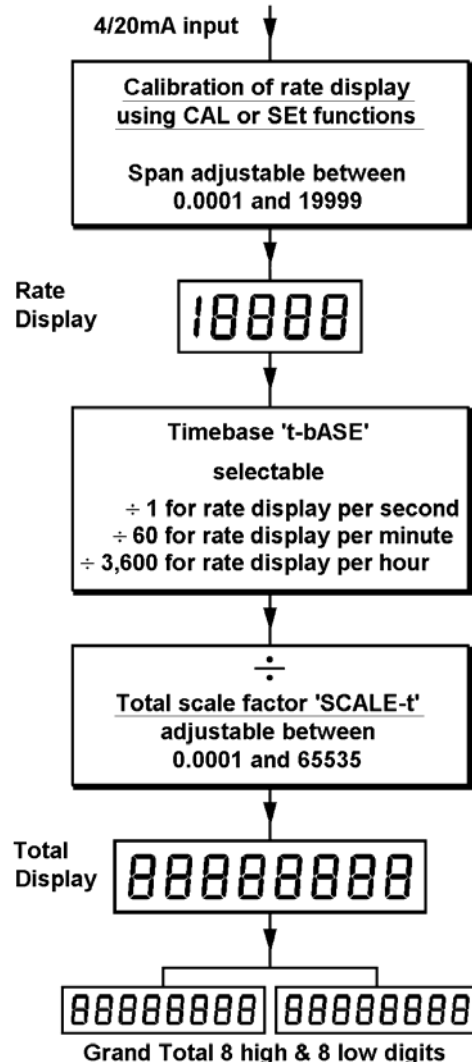 4/20mA input
Calibration of rate display
using CAL or SEt functions
Span adjustable between
0.0001 and 19999
Rate
Display
18888
Timebase 't-bASE'
selectable
÷ 1 for rate display per second
÷ 60 for rate display per minute
÷ 3,600 for rate display per hour
÷
Total scale factor 'SCALE-t'
adjustable between
0.0001 and 65535
Total
Display
88888888
88888888 88888888
Grand Total 8 high & 8 low digits